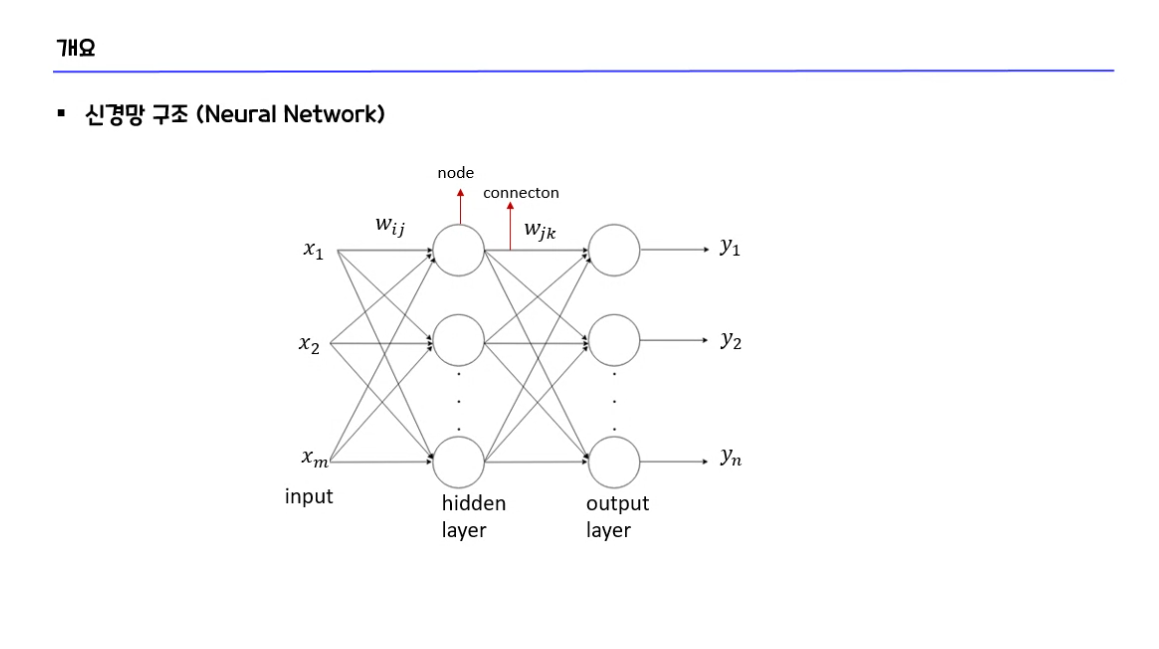 개요
▪ 신경망 구조 (Neural Network)
node
connecton
w_{ij}
w_{jk}
x_1
y_1
x_2
y_2
x_m
y_n
input
hidden
layer
output
layer